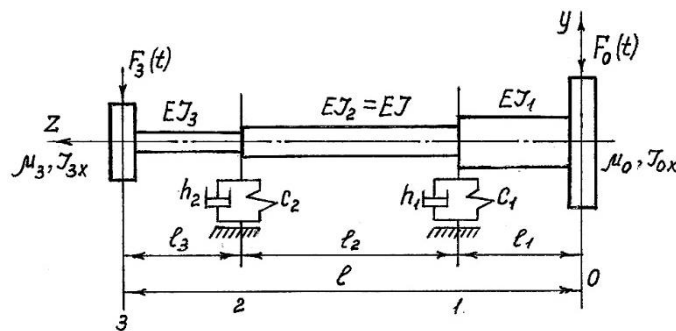 y
F₃(t)
F₀(t)
EJ₃
EJ₂=EJ
EJ₁
Z
μ₃, J₃ₓ
μ₀, J₀ₓ
h₂
C₂
h₁
C₁
ℓ₃
ℓ₂
ℓ₁
ℓ
0
3
2
1.